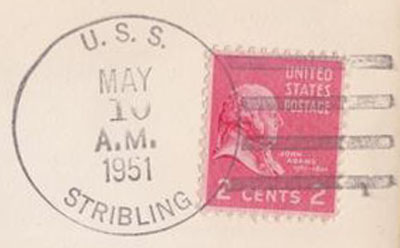 U. S. S.
MAY
10
A.M.
1951
STRIBLING
UNITED
STATES
POSTAGE
JOHN
ADAMS
2 CENTS 2